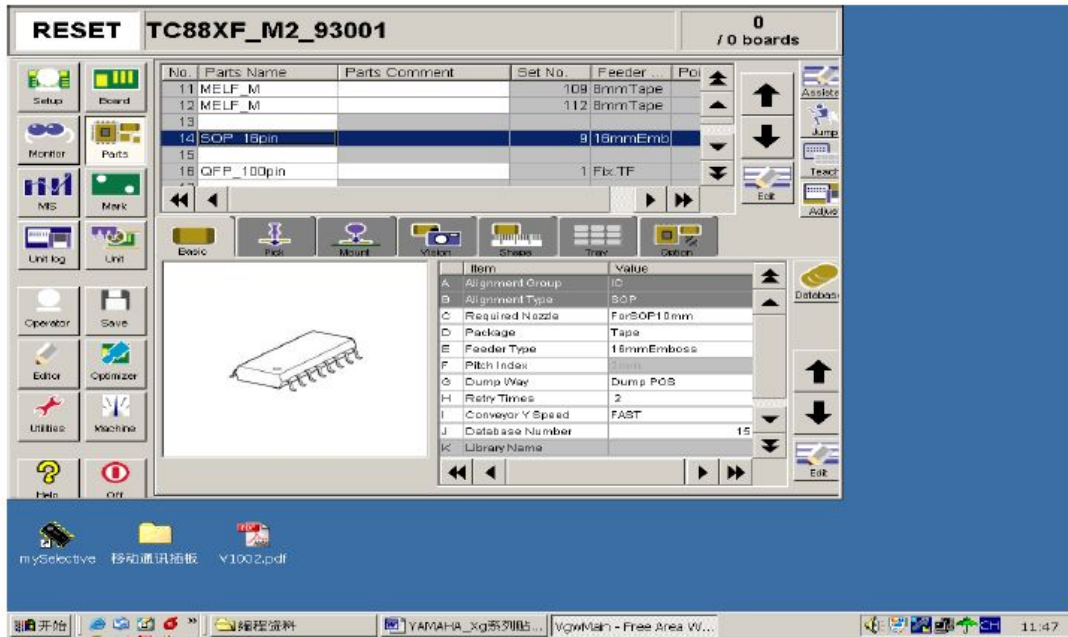 RESET TC88XF_M2_93001 0
/ 0 boards
No. Parts Name Parts Comment Set No. Feeder ... Poi
11 MELF_M 109 8mmTape
12 MELF_M 112 8mmTape
13
14 SOP_16pin 9 16mmEmb
15
16 QFP_100pin 1 Fix.TF
Setup Board
Monitor Parts
MIS Mark
Unit log Unit
Operator Save
Editor Optimizer
Utilities Machine
Help Off
Assiste
Jump
Teach
Edit
Adjus
Basic Pick Mount Vision Shape Tray Option
Item Value
A Alignment Group IC
B Alignment Type SOP
C Required Nozzle ForSOP10mm
D Package Tape
E Feeder Type 16mmEmboss
F Pitch Index
G Dump Way Dump POS
H Retry Times 2
I Conveyor Y Speed FAST
J Database Number 15
K Library Name
Databas
Edit
mySelective 移动通讯插板 V1002.pdf
开始 » 编程资料 YAMAHA_Xg系列贴... VgwMain - Free Area W... CH 11:47